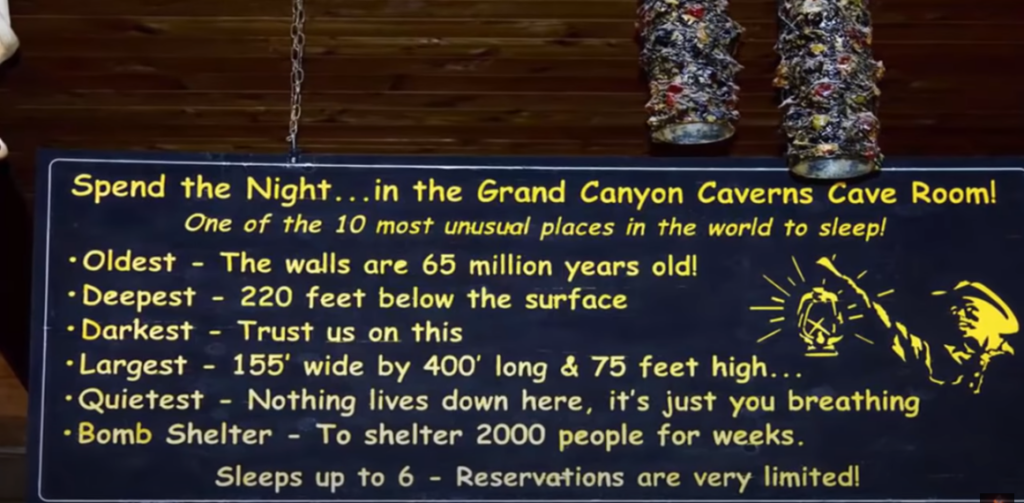 Spend the Night...in the Grand Canyon Caverns Cave Room!
One of the 10 most unusual places in the world to sleep!
•Oldest - The walls are 65 million years old!
•Deepest - 220 feet below the surface
•Darkest - Trust us on this
•Largest - 155' wide by 400' long & 75 feet high...
•Quietest - Nothing lives down here, it's just you breathing
•Bomb Shelter - To shelter 2000 people for weeks.
Sleeps up to 6 - Reservations are very limited!